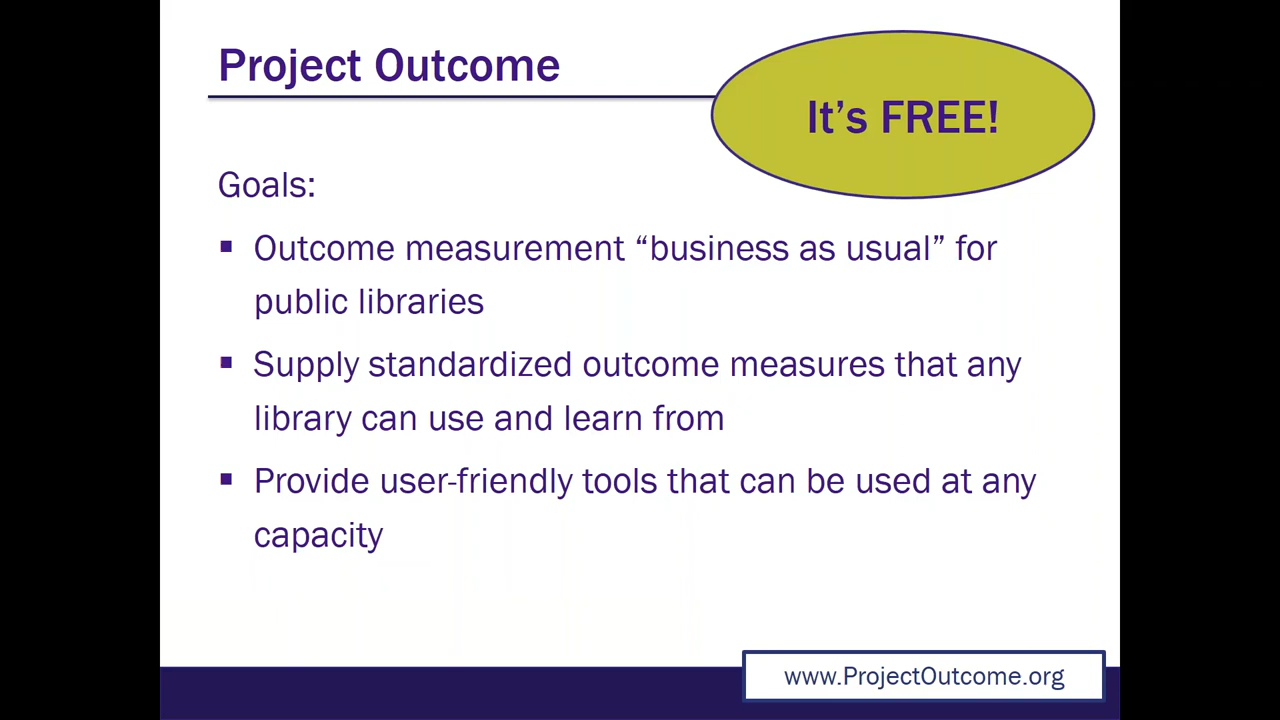 Project Outcome
It’s FREE!
Goals:
▪ Outcome measurement “business as usual” for
public libraries
▪ Supply standardized outcome measures that any
library can use and learn from
▪ Provide user-friendly tools that can be used at any
capacity
www.ProjectOutcome.org